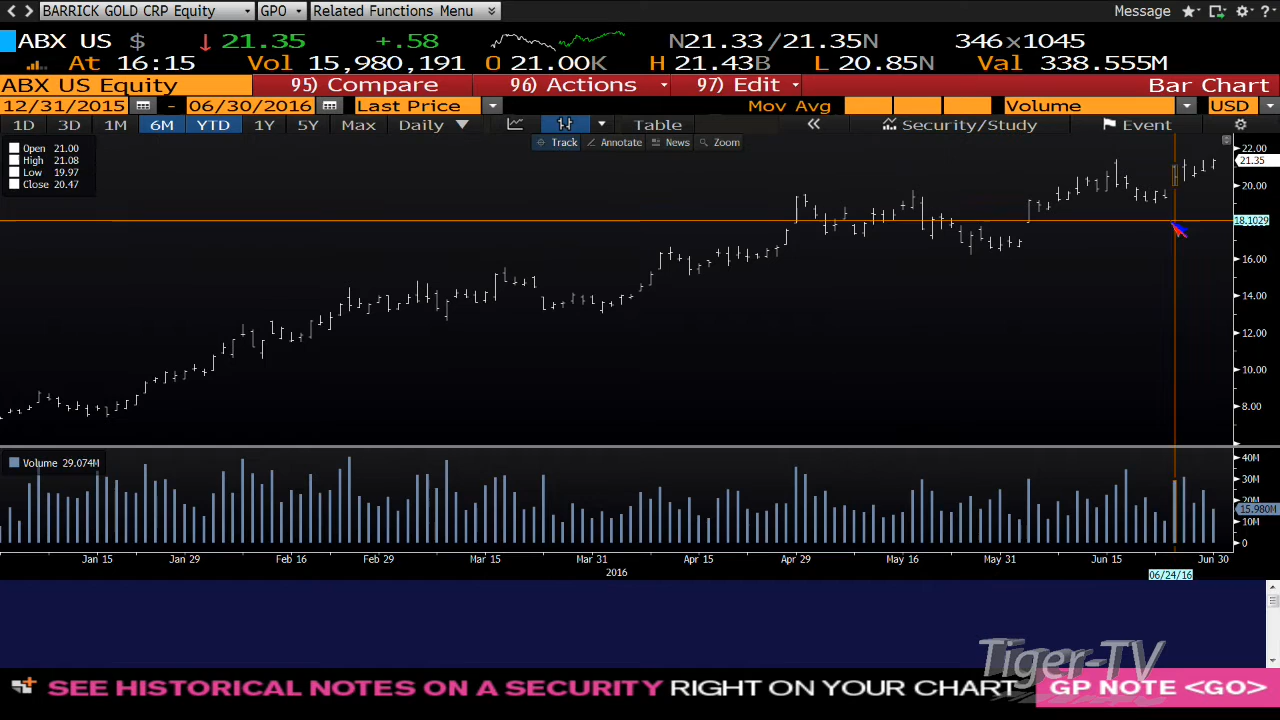 BARRICK GOLD CRP Equity GPO Related Functions Menu Message ?
ABX US $ ↓ 21.35 +.58 N21.33 / 21.35N 346×1045
At 16:15 Vol 15,980,191 O 21.00K H 21.43B L 20.85N Val 338.555M
ABX US Equity 95) Compare 96) Actions 97) Edit Bar Chart
12/31/2015 - 06/30/2016 Last Price Mov Avg Volume USD
1D 3D 1M 6M YTD 1Y 5Y Max Daily Table « Security/Study Event
Track Annotate News Zoom
Open 21.00
High 21.08
Low 19.97
Close 20.47
22.00
21.35
20.00
18.1029
16.00
14.00
12.00
10.00
8.00
Volume 29.074M
40M
30M
20M
15.980M
10M
0
Jan 15 Jan 29 Feb 16 Feb 29 Mar 15 Mar 31 Apr 15 Apr 29 May 16 May 31 Jun 15 Jun 30
2016 06/24/16
Tiger-TV
SEE HISTORICAL NOTES ON A SECURITY RIGHT ON YOUR CHART GP NOTE <GO>